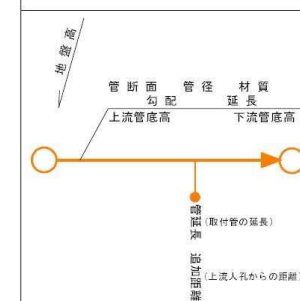 地盤高
管断面 管径 材質
勾配 延長
上流管底高 下流管底高
管延長 (取付管の延長)
追加距離 (上流人孔からの距離)